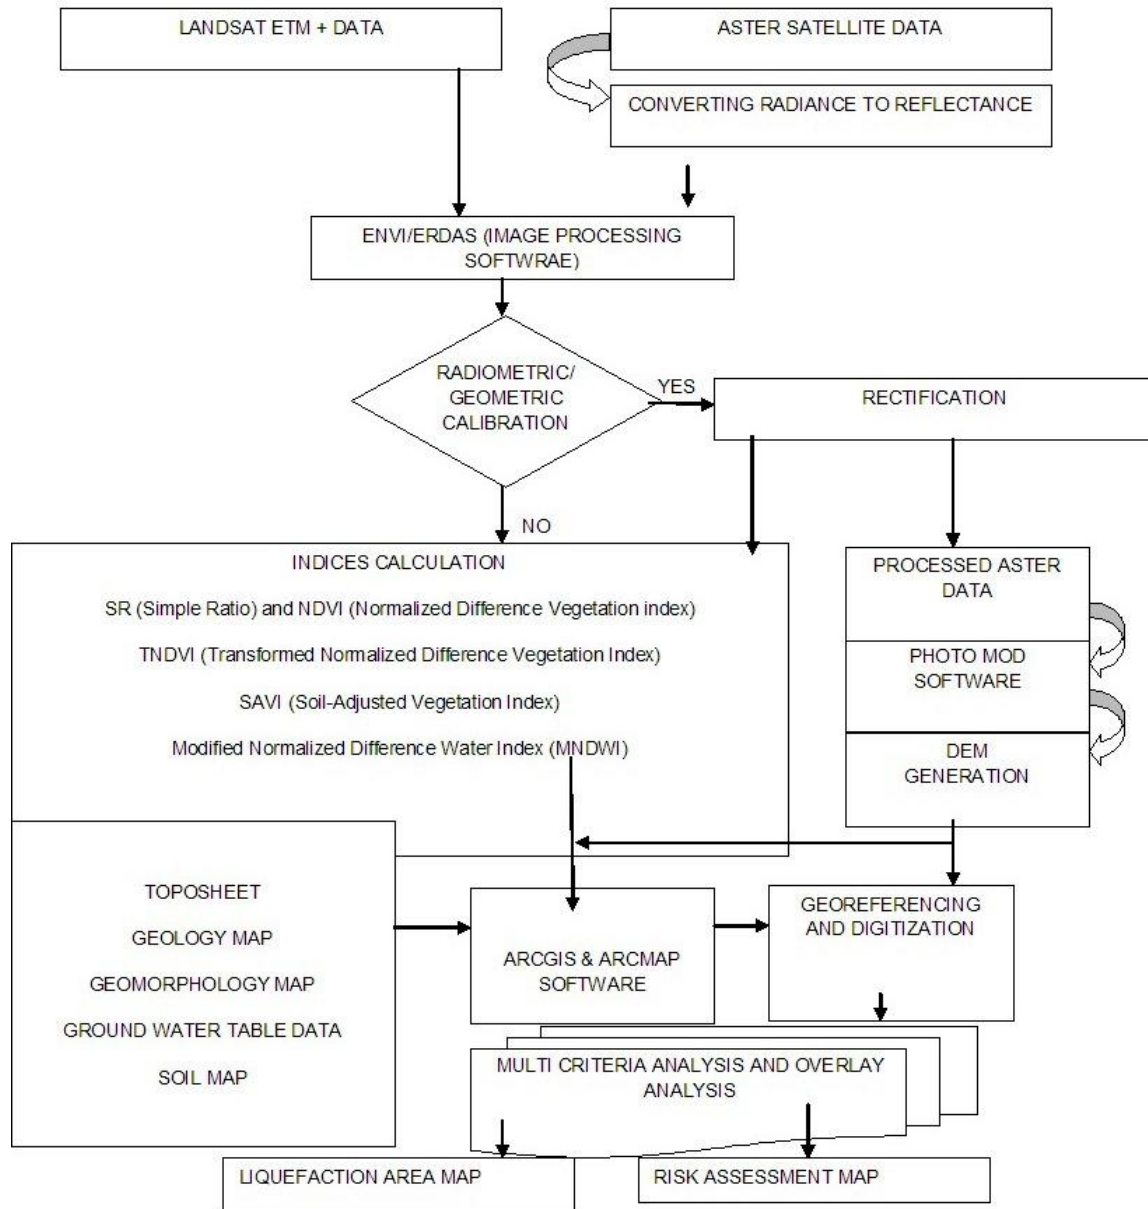 LANDSAT ETM + DATA
ASTER SATELLITE DATA
CONVERTING RADIANCE TO REFLECTANCE
ENVI/ERDAS (IMAGE PROCESSING
SOFTWRAE)
RADIOMETRIC/
GEOMETRIC
CALIBRATION
YES
RECTIFICATION
NO
INDICES CALCULATION
SR (Simple Ratio) and NDVI (Normalized Difference Vegetation index)
TNDVI (Transformed Normalized Difference Vegetation Index)
SAVI (Soil-Adjusted Vegetation Index)
Modified Normalized Difference Water Index (MNDWI)
PROCESSED ASTER
DATA
PHOTO MOD
SOFTWARE
DEM
GENERATION
TOPOSHEET
GEOLOGY MAP
GEOMORPHOLOGY MAP
GROUND WATER TABLE DATA
SOIL MAP
ARCGIS & ARCMAP
SOFTWARE
GEOREFERENCING
AND DIGITIZATION
MULTI CRITERIA ANALYSIS AND OVERLAY
ANALYSIS
LIQUEFACTION AREA MAP
RISK ASSESSMENT MAP